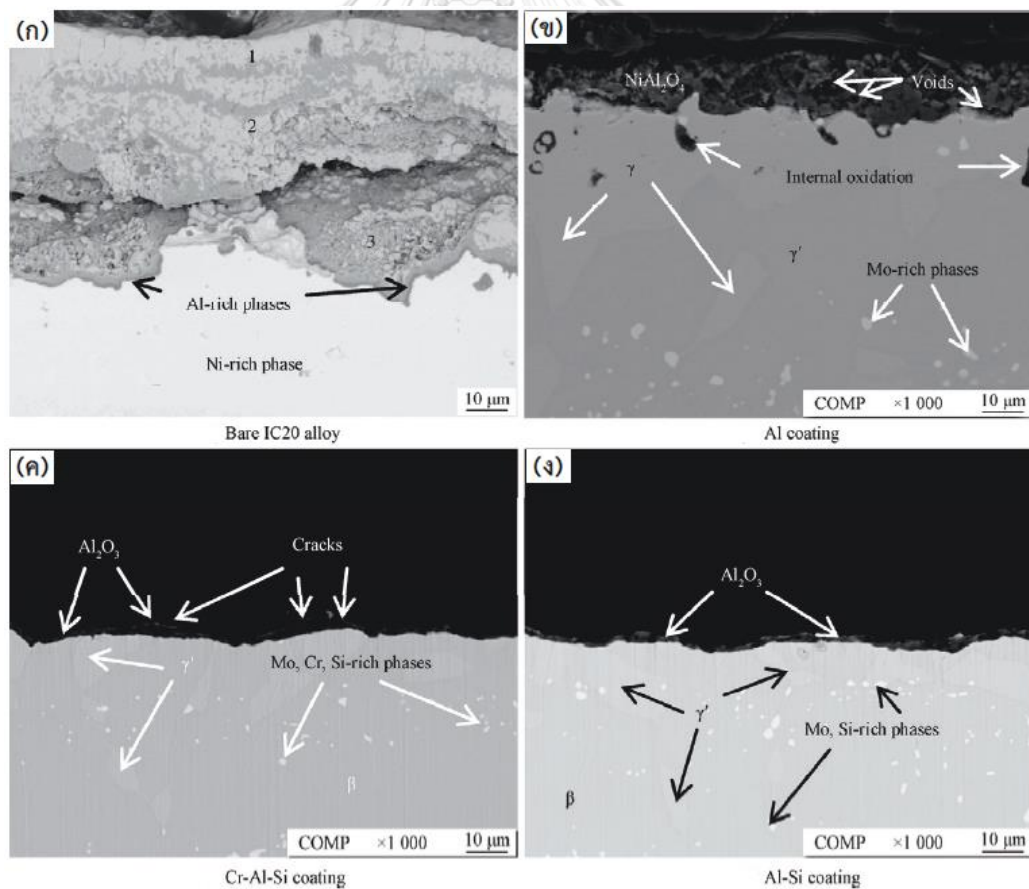 (ก)
1
2
3
Al-rich phases
Ni-rich phase
10 μm
Bare IC20 alloy
(ข)
NiAl₂O₄
Voids
γ
Internal oxidation
γ′
Mo-rich phases
COMP ×1 000 10 μm
Al coating
(ค)
Al₂O₃
Cracks
γ′
Mo, Cr, Si-rich phases
β
COMP ×1 000 10 μm
Cr-Al-Si coating
(ง)
Al₂O₃
γ′
Mo, Si-rich phases
β
COMP ×1 000 10 μm
Al-Si coating